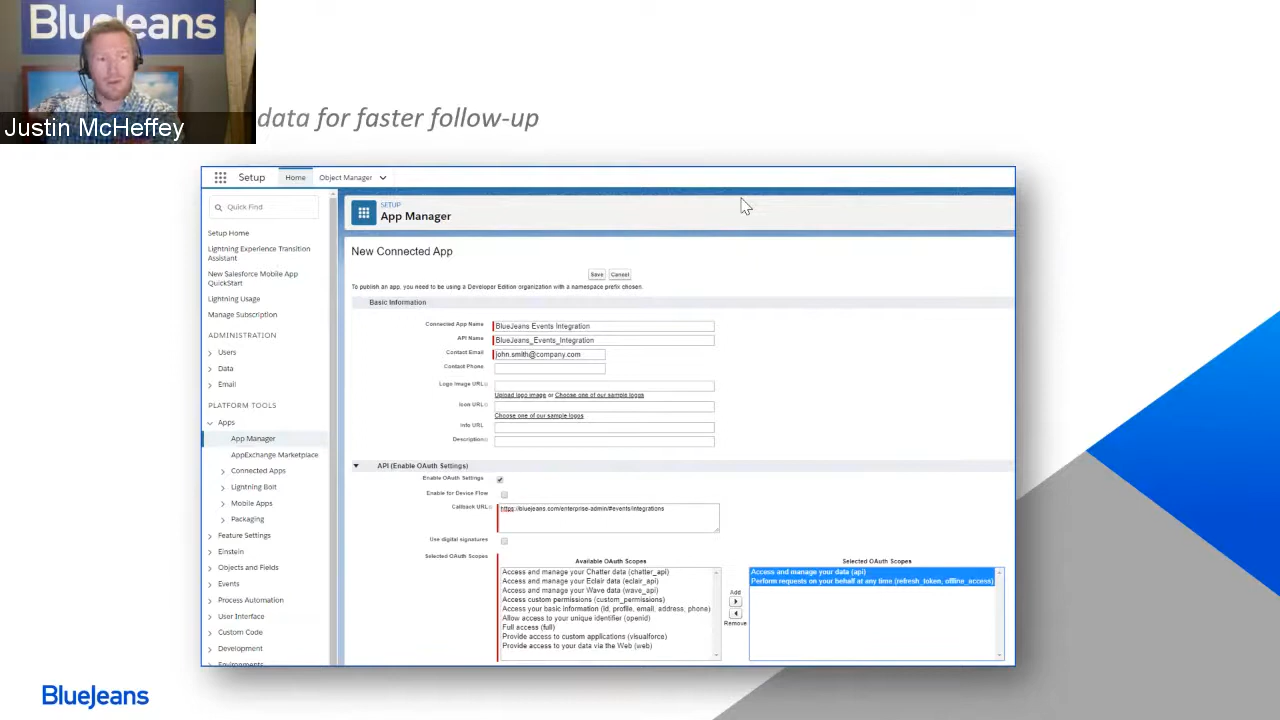 BlueJeans
Justin McHeffey
data for faster follow-up
Setup
Home
Object Manager
Quick Find
Setup Home
Lightning Experience Transition
Assistant
New Salesforce Mobile App
QuickStart
Lightning Usage
Manage Subscription
ADMINISTRATION
Users
Data
Email
PLATFORM TOOLS
Apps
App Manager
AppExchange Marketplace
Connected Apps
Lightning Bolt
Mobile Apps
Packaging
Feature Settings
Einstein
Objects and Fields
Events
Process Automation
User Interface
Custom Code
Development
Environments
SETUP
App Manager
New Connected App
Save Cancel
To publish an app, you need to be using a Developer Edition organization with a namespace prefix chosen.
Basic Information
Connected App Name BlueJeans Events Integration
API Name BlueJeans_Events_Integration
Contact Email john.smith@company.com
Contact Phone
Logo Image URL
Upload logo image or Choose one of our sample logos
Icon URL
Choose one of our sample logos
Info URL
Description
API (Enable OAuth Settings)
Enable OAuth Settings
Enable for Device Flow
Callback URL https://bluejeans.com/enterprise-admin/#events/integrations
Use digital signatures
Selected OAuth Scopes
Available OAuth Scopes
Access and manage your Chatter data (chatter_api)
Access and manage your Eclair data (eclair_api)
Access and manage your Wave data (wave_api)
Access custom permissions (custom_permissions)
Access your basic information (id, profile, email, address, phone)
Allow access to your unique identifier (openid)
Full access (full)
Provide access to custom applications (visualforce)
Provide access to your data via the Web (web)
Add
Remove
Selected OAuth Scopes
Access and manage your data (api)
Perform requests on your behalf at any time (refresh_token, offline_access)
BlueJeans